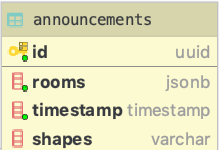 announcements
id uuid
rooms jsonb
timestamp timestamp
shapes varchar